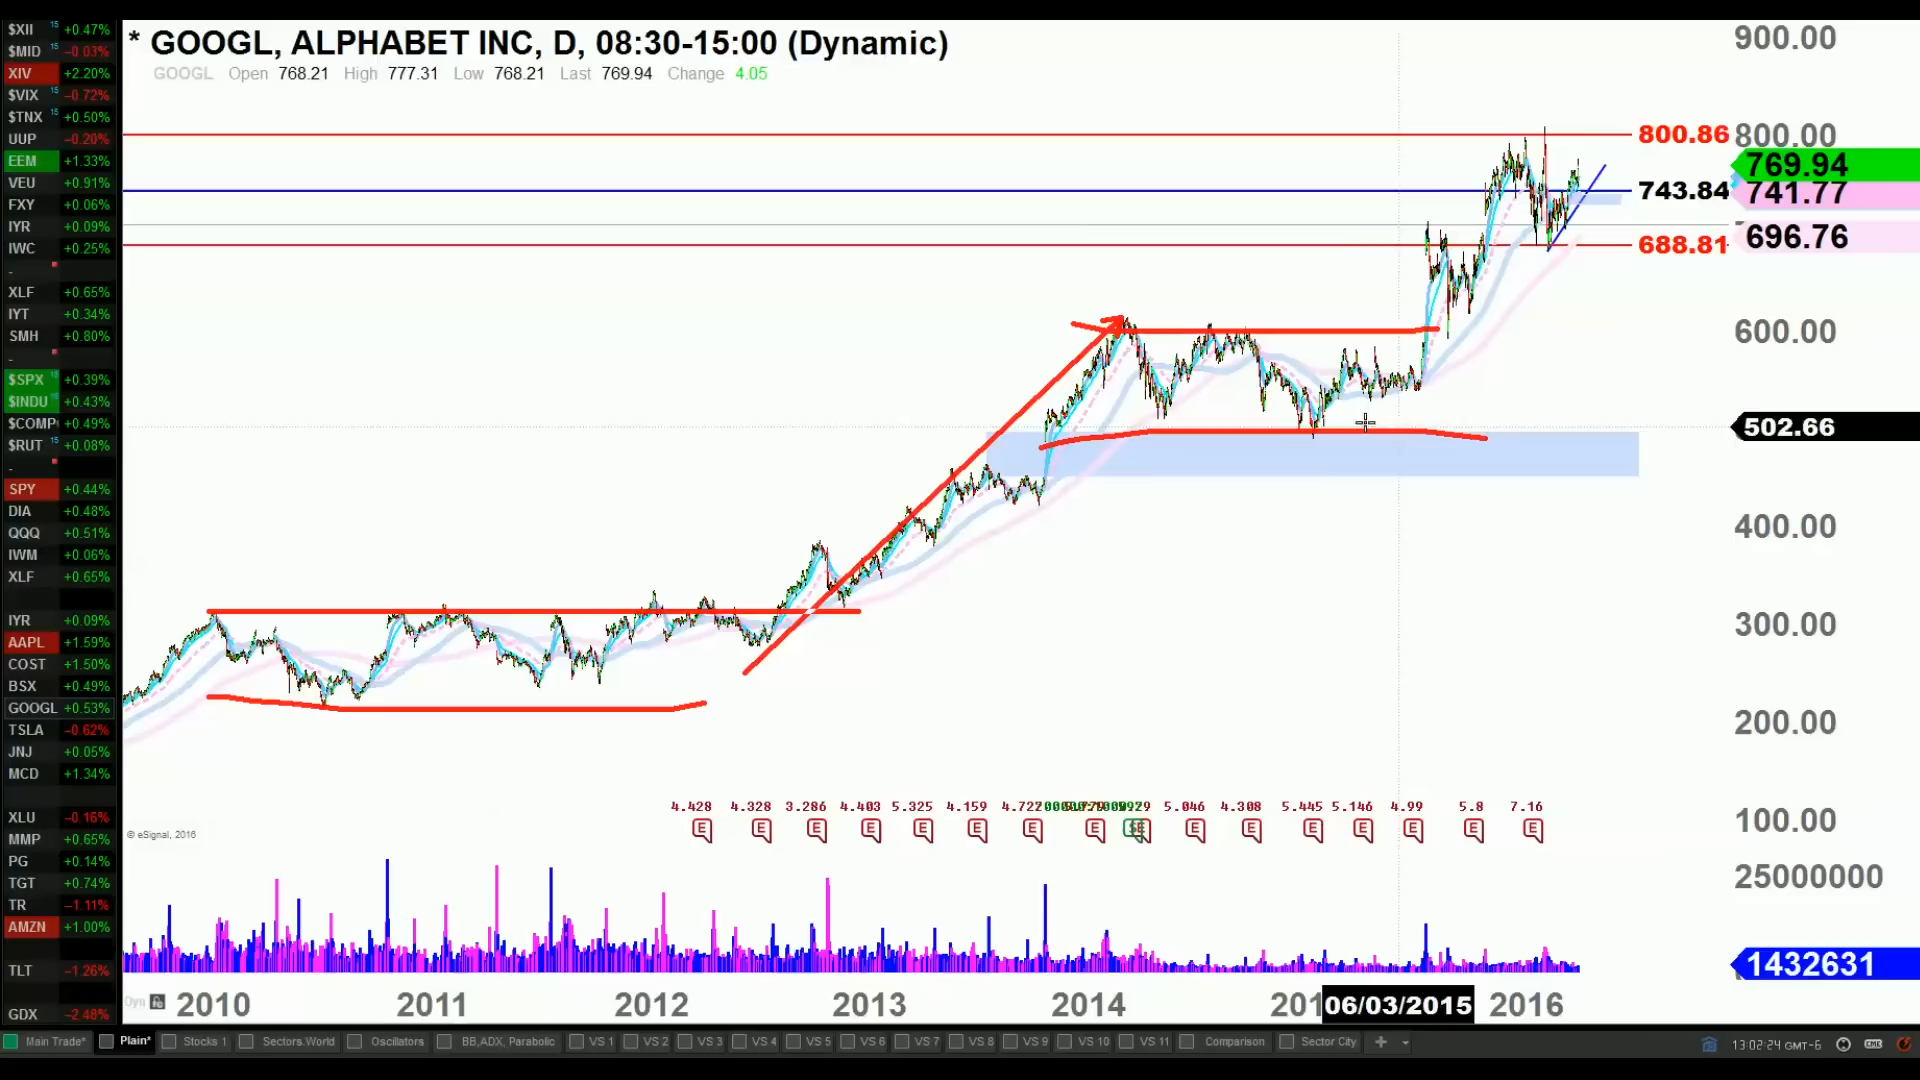 * GOOGL, ALPHABET INC, D, 08:30-15:00 (Dynamic)
GOOGL Open 768.21 High 777.31 Low 768.21 Last 769.94 Change 4.05
$XII 15 +0.47%
$MID -0.03%
XIV +2.20%
$VIX 15 -0.72%
$TNX 15 +0.50%
UUP -0.20%
EEM +1.33%
VEU +0.91%
FXY +0.06%
IYR +0.09%
IWC +0.25%
-
XLF +0.65%
IYT +0.34%
SMH +0.80%
-
$SPX +0.39%
$INDU +0.43%
$COMP +0.49%
$RUT 15 +0.08%
-
SPY +0.44%
DIA +0.48%
QQQ +0.51%
IWM +0.06%
XLF +0.65%
IYR +0.09%
AAPL +1.59%
COST +1.50%
BSX +0.49%
GOOGL +0.53%
TSLA -0.62%
JNJ +0.05%
MCD +1.34%
XLU -0.16%
MMP +0.65%
PG +0.14%
TGT +0.74%
TR -1.11%
AMZN +1.00%
TLT -1.26%
GDX -2.48%
900.00
800.86 800.00
769.94
743.84 741.77
688.81 696.76
600.00
502.66
400.00
300.00
200.00
100.00
25000000
1432631
4.428 4.328 3.286 4.403 5.325 4.159 5.046 4.308 5.445 5.146 4.99 5.8 7.16
E E E E E E E E E E E E E E
© eSignal, 2016
Dyn 2010 2011 2012 2013 2014 06/03/2015 2016
Main Trade* Plain* Stocks 1 Sectors.World Oscillators BB,ADX, Parabolic VS 1 VS 2 VS 3 VS 4 VS 5 VS 6 VS 7 VS 8 VS 9 VS 10 VS 11 Comparison Sector City + 13:02:24 GMT-6